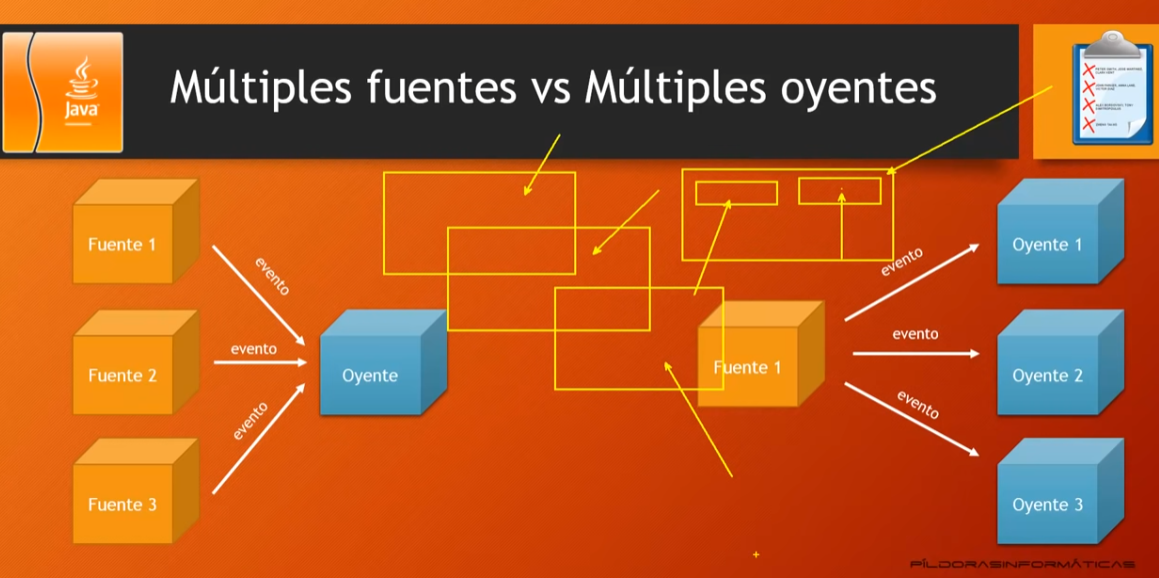 Java
Múltiples fuentes vs Múltiples oyentes
Fuente 1
evento
Fuente 2
evento
Fuente 3
evento
Oyente
Fuente 1
evento
Oyente 1
evento
Oyente 2
evento
Oyente 3
PÍLDORASINFORMÁTICAS